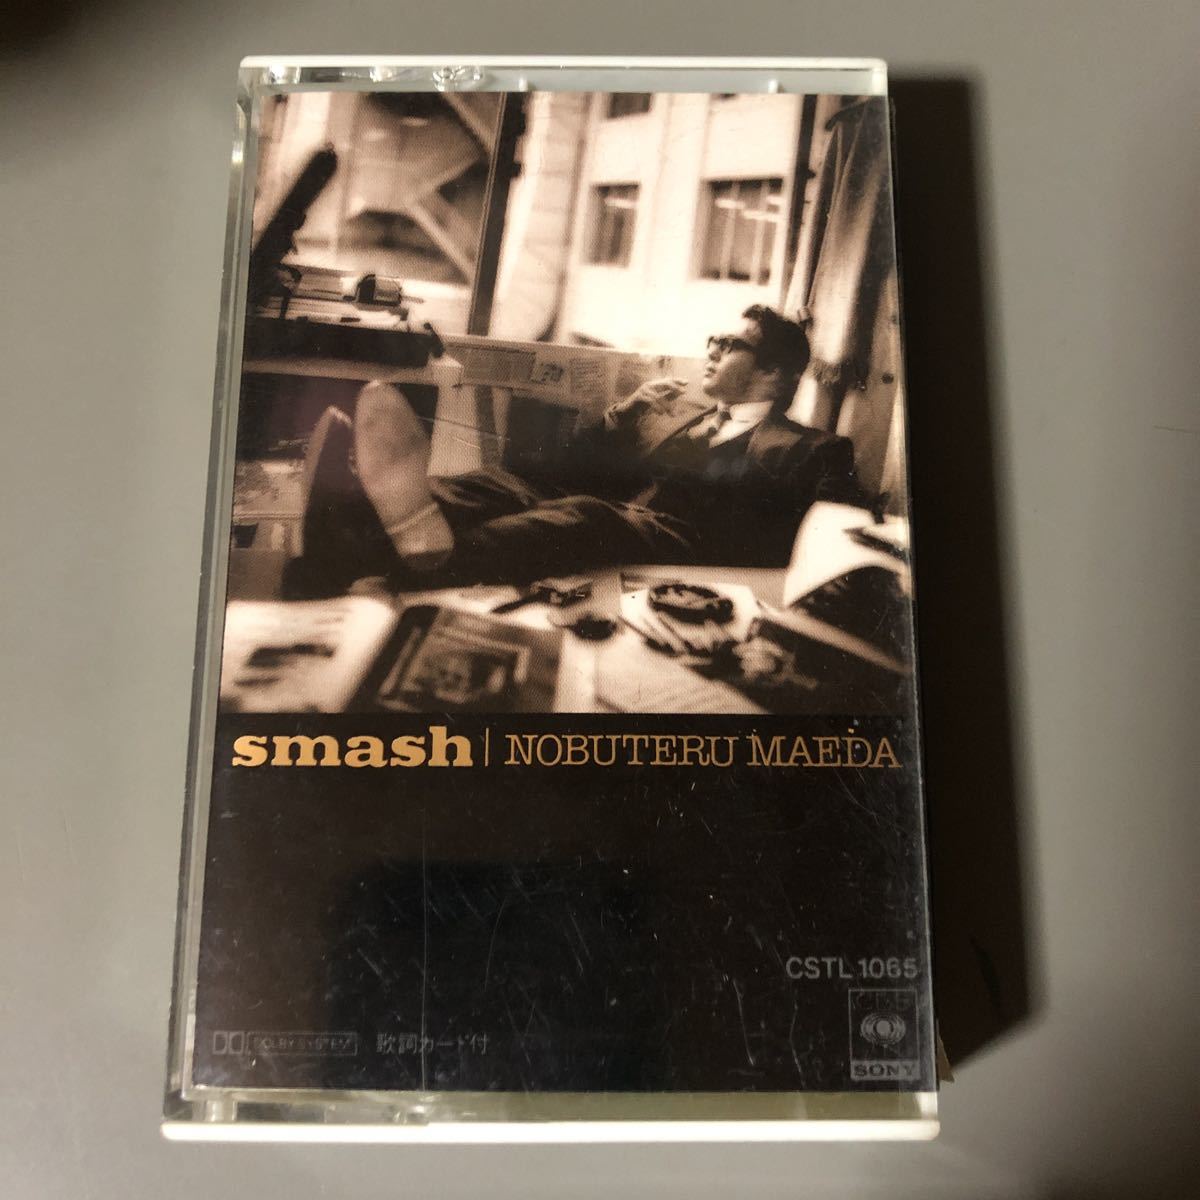 smash | NOBUTERU MAEDA
CSTL 1065
CBS
SONY
DOLBY SYSTEM 歌詞カード付